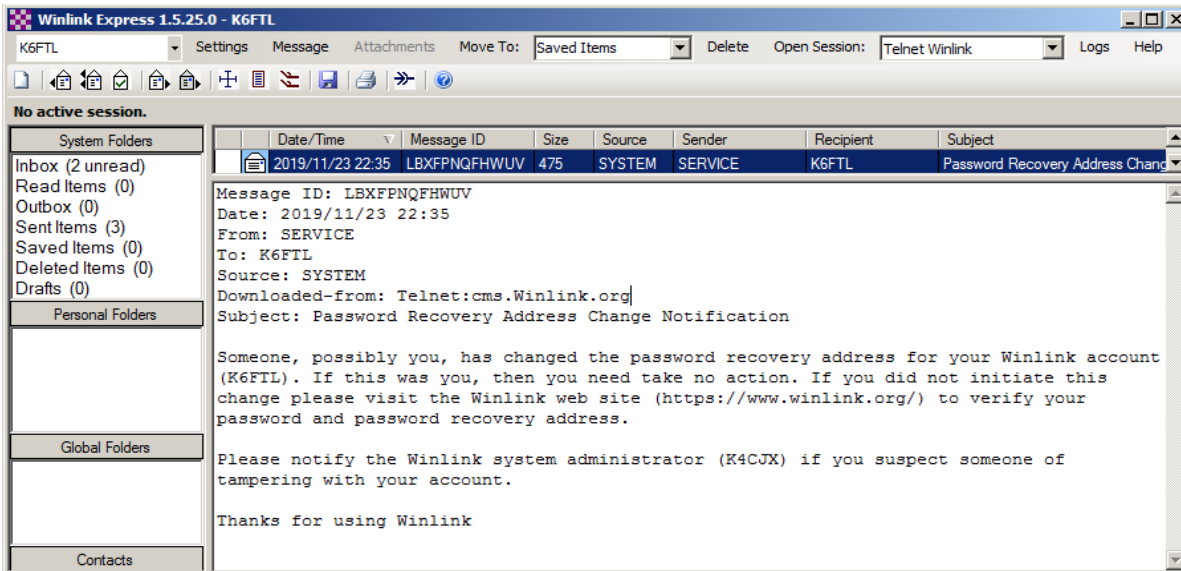 Winlink Express 1.5.25.0 - K6FTL
K6FTL Settings Message Attachments Move To: Saved Items Delete Open Session: Telnet Winlink Logs Help
No active session.
System Folders
Inbox (2 unread)
Read Items (0)
Outbox (0)
Sent Items (3)
Saved Items (0)
Deleted Items (0)
Drafts (0)
Personal Folders
Global Folders
Contacts
Date/Time Message ID Size Source Sender Recipient Subject
2019/11/23 22:35 LBXFPNQFHWUV 475 SYSTEM SERVICE K6FTL Password Recovery Address Chang
Message ID: LBXFPNQFHWUV
Date: 2019/11/23 22:35
From: SERVICE
To: K6FTL
Source: SYSTEM
Downloaded-from: Telnet:cms.Winlink.org
Subject: Password Recovery Address Change Notification
Someone, possibly you, has changed the password recovery address for your Winlink account
(K6FTL). If this was you, then you need take no action. If you did not initiate this
change please visit the Winlink web site (https://www.winlink.org/) to verify your
password and password recovery address.
Please notify the Winlink system administrator (K4CJX) if you suspect someone of
tampering with your account.
Thanks for using Winlink